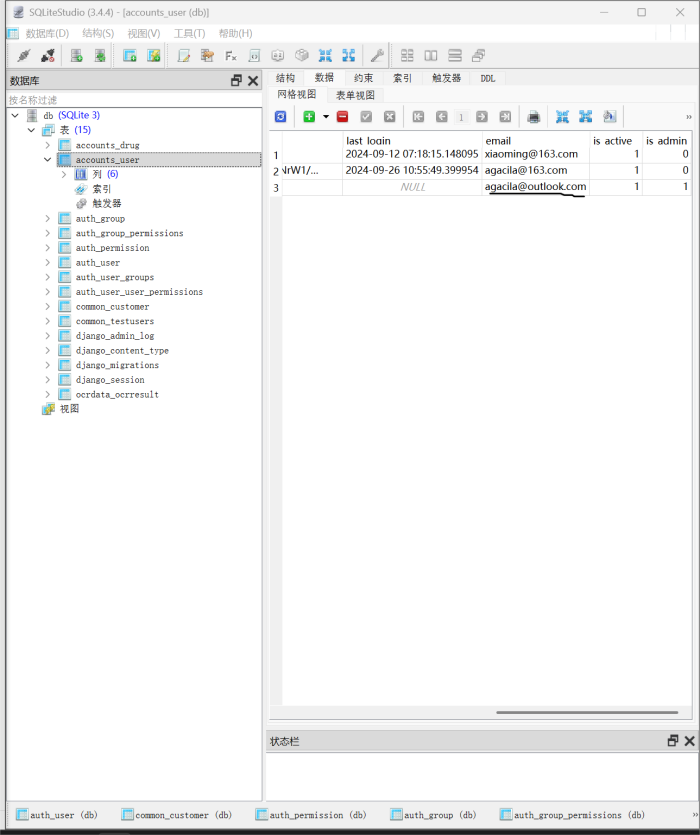 SQLiteStudio (3.4.4) - [accounts_user (db)]
数据库(D) 结构(S) 视图(V) 工具(T) 帮助(H)
数据库
按名称过滤
db (SQLite 3)
表 (15)
accounts_drug
accounts_user
列 (6)
索引
触发器
auth_group
auth_group_permissions
auth_permission
auth_user
auth_user_groups
auth_user_user_permissions
common_customer
common_testusers
django_admin_log
django_content_type
django_migrations
django_session
ocrdata_ocrresult
视图
结构 数据 约束 索引 触发器 DDL
网格视图 表单视图
1
last login email is active is admin
1 2024-09-12 07:18:15.148095 xiaoming@163.com 1 0
2 NrW1/... 2024-09-26 10:55:49.399954 agacila@163.com 1 0
3 NULL agacila@outlook.com 1 1
状态栏
auth_user (db) common_customer (db) auth_permission (db) auth_group (db) auth_group_permissions (db)